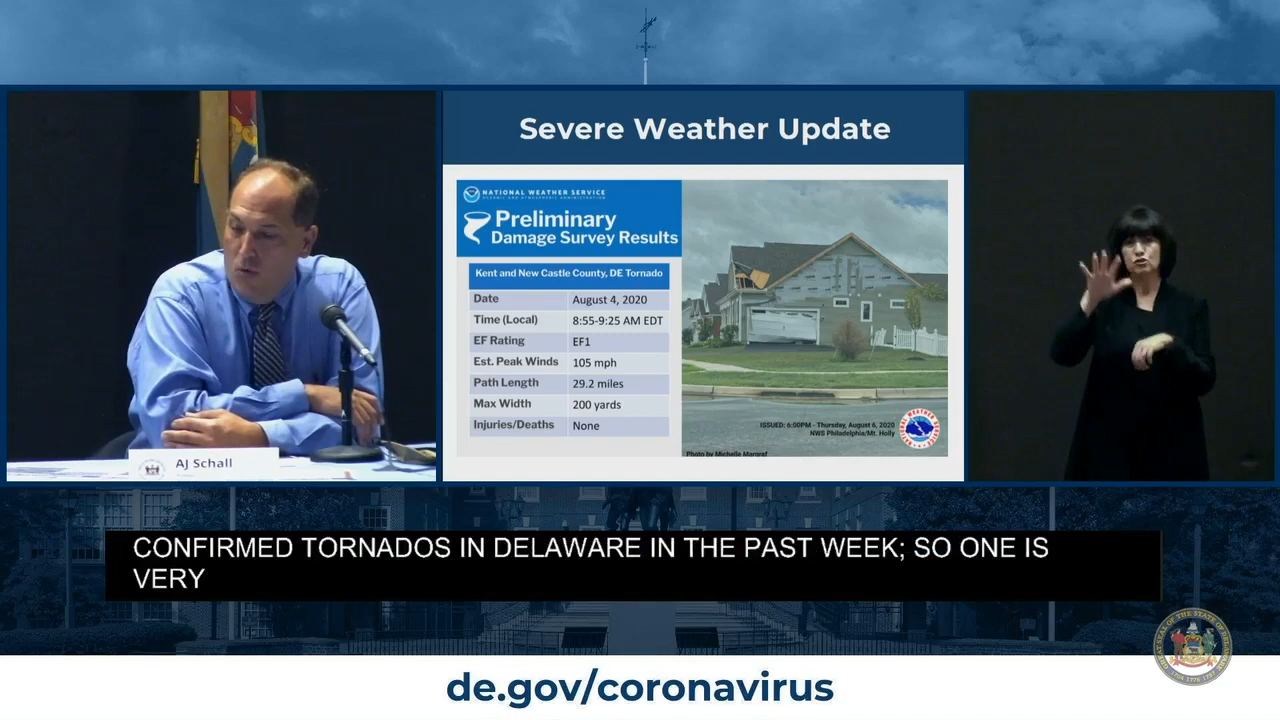 Severe Weather Update
NATIONAL WEATHER SERVICE
OCEANIC AND ATMOSPHERIC ADMINISTRATION
Preliminary
Damage Survey Results
Kent and New Castle County, DE Tornado
Date August 4, 2020
Time (Local) 8:55-9:25 AM EDT
EF Rating EF1
Est. Peak Winds 105 mph
Path Length 29.2 miles
Max Width 200 yards
Injuries/Deaths None
ISSUED: 6:00PM - Thursday, August 6, 2020
NWS Philadelphia/Mt. Holly
Photo by Michelle Margraf
AJ Schall
CONFIRMED TORNADOS IN DELAWARE IN THE PAST WEEK; SO ONE IS
VERY
de.gov/coronavirus